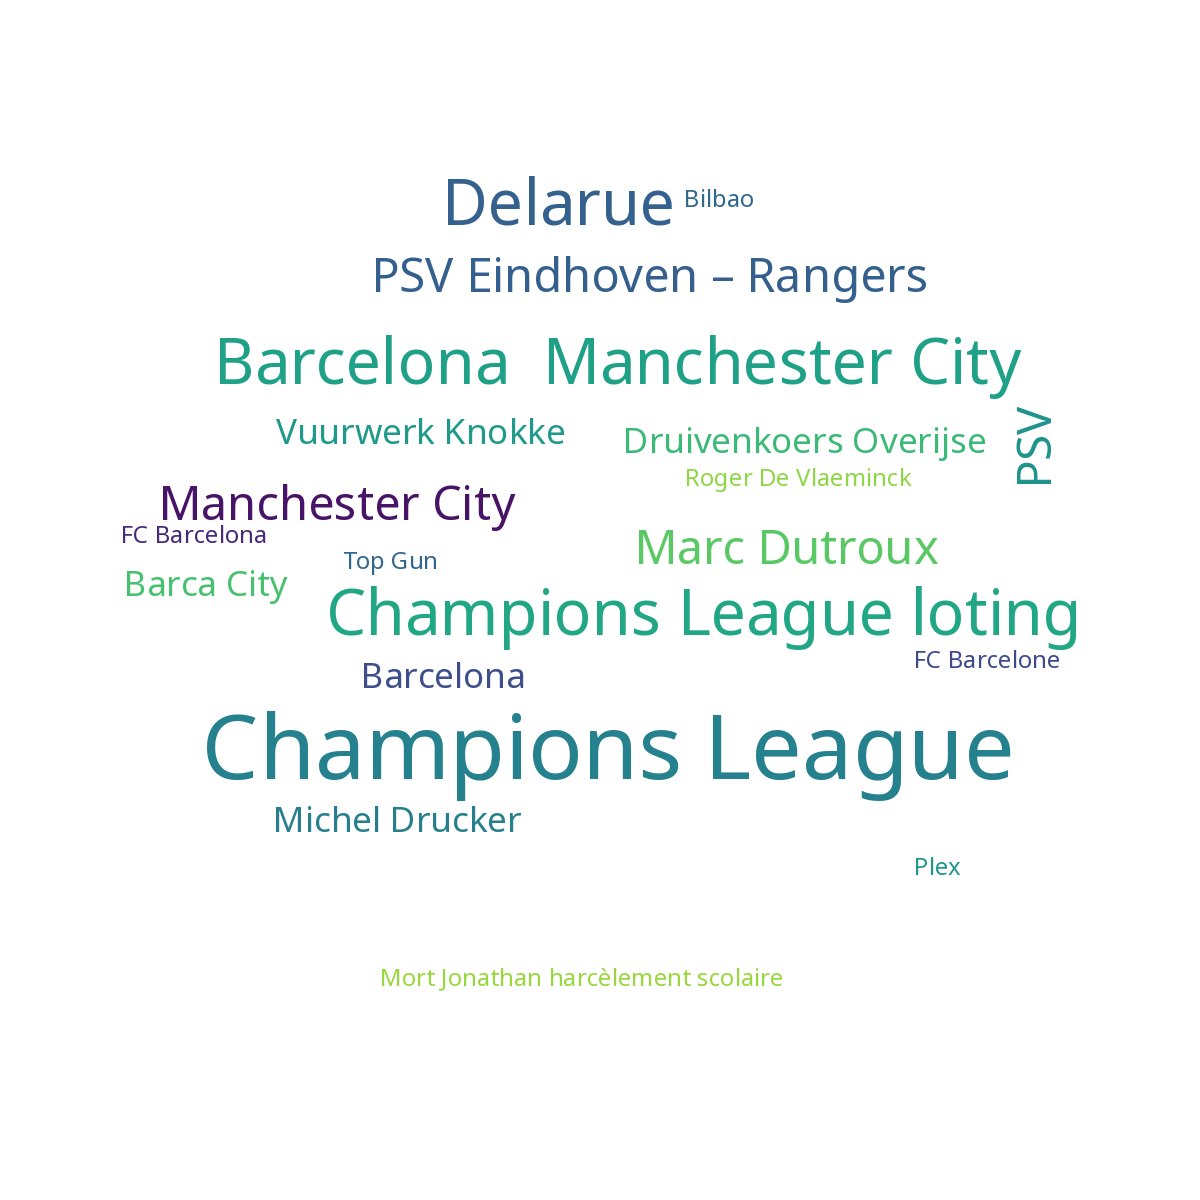 Delarue
Bilbao
PSV Eindhoven – Rangers
Barcelona  Manchester City
Vuurwerk Knokke
Druivenkoers Overijse
PSV
Roger De Vlaeminck
Manchester City
FC Barcelona
Marc Dutroux
Top Gun
Barca City
Champions League loting
FC Barcelone
Barcelona
Champions League
Michel Drucker
Plex
Mort Jonathan harcèlement scolaire